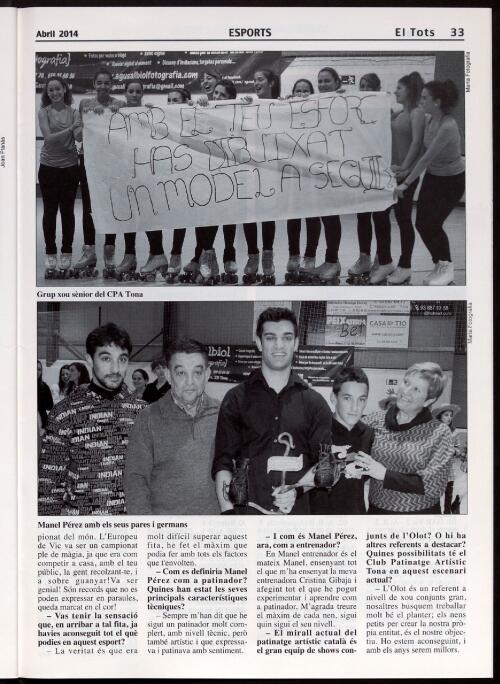 Abril 2014
ESPORTS
El Tots 33
Joan Planàs
Marta Fotografia
agusalbiolfotografia.com
AMB EL TEU ESFORÇ
HAS DIBUIXAT
UN MODEL A SEGUIR
Grup xou sènior del CPA Tona
Marta Fotografia
CASA TIO
INDIAN
Manel Pérez amb els seus pares i germans
pionat del món. L'Europeu
de Vic va ser un campionat
ple de màgia, ja que era com
competir a casa, amb el teu
públic, la gent recolzant-te, i
a sobre guanyar! Va ser
genial! Són records que no es
poden expressar en paraules,
queda marcat en el cor!
– Vas tenir la sensació
que, en arribar a tal fita, ja
havies aconseguit tot el què
podies en aquest esport?
– La veritat és que era
molt difícil superar aquest
fita, he fet el màxim que
podia fer amb tots els factors
que t'envolten.
– Com es definiria Manel
Pérez com a patinador?
Quines han estat les seves
principals característiques
tècniques?
– Sempre m'han dit que he
sigut un patinador molt com-
plert, amb nivell tècnic, però
també artístic i que expressa-
va i patinava amb sentiment.
– I com és Manel Pérez,
ara, com a entrenador?
En Manel entrenador és el
mateix Manel, ensenyant tot
el que m'ha ensenyat la meva
entrenadora Cristina Gibaja i
afegint tot el que he pogut
experimentar i aprendre com
a patinador. M'agrada treure
el màxim de cada nen, sigui
quin sigui el seu nivell.
– El mirall actual del
patinatge artístic català és
el gran equip de shows con-
junts de l'Olot? O hi ha
altres referents a destacar?
Quines possibilitats té el
Club Patinatge Artístic
Tona en aquest escenari
actual?
– L'Olot és un referent a
nivell de xou conjunts gran,
nosaltres busquem treballar
molt bé el planter; els nens
petits per crear la nostra prò-
pia entitat, és el nostre objec-
tiu. Ho estem aconseguint, i
amb els anys serem millors.